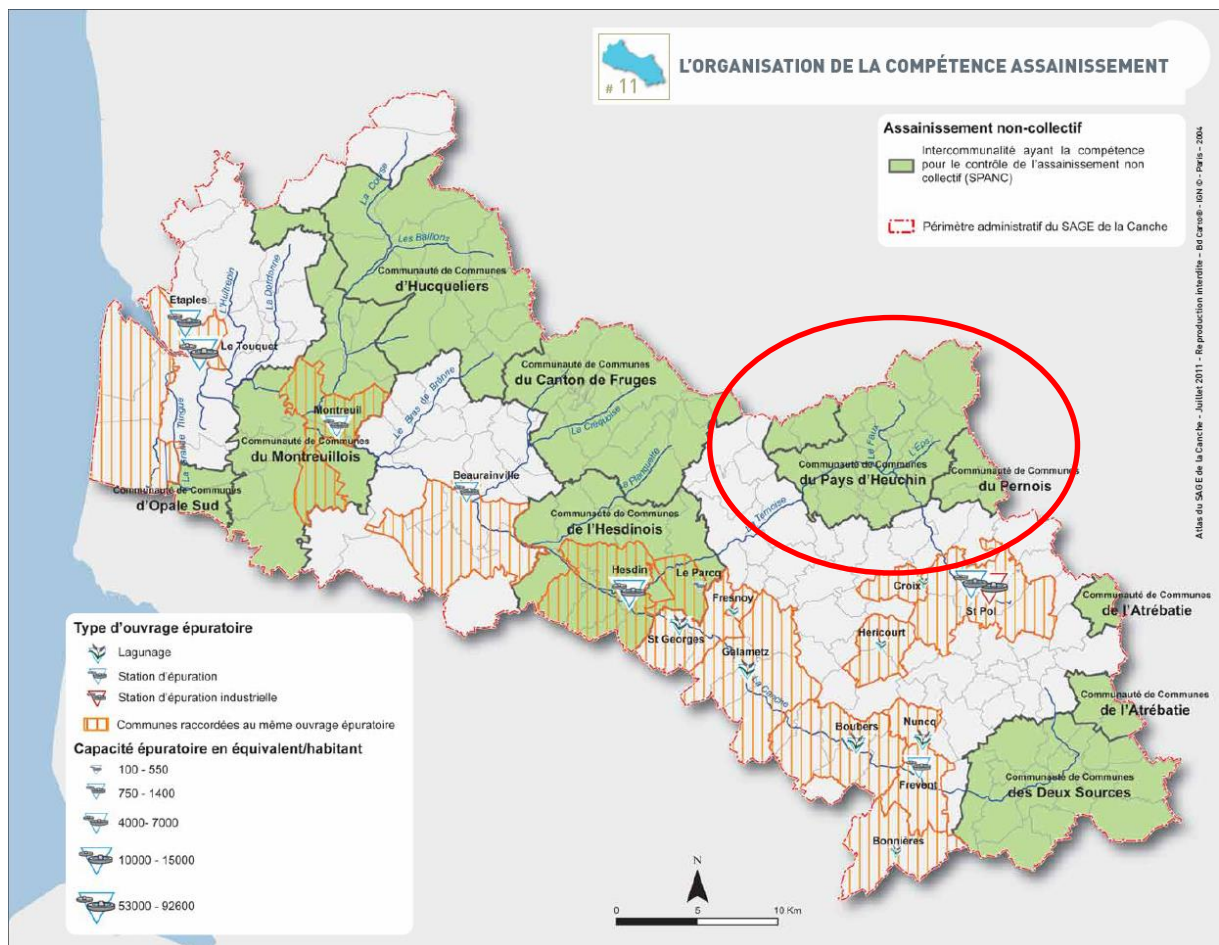 # 11
L'ORGANISATION DE LA COMPÉTENCE ASSAINISSEMENT
Assainissement non-collectif
Intercommunalité ayant la compétence
pour le contrôle de l'assainissement non
collectif (SPANC)
Périmètre administratif du SAGE de la Canche
Atlas du SAGE de la Canche - Juillet 2011 - Reproduction interdite - Bd Carto® - IGN © - Paris - 2004
La Course
Les Baillons
Communauté de Communes
d'Hucqueliers
L'Huîtrepin
La Dordonne
Etaples
Le Touquet
La Grande Tringue
Communauté de Communes
d'Opale Sud
Montreuil
Communauté de Communes
du Montreuillois
Le Bras de Brônne
Beaurainville
Communauté de Communes
du Canton de Fruges
La Créquoise
La Planquette
Communauté de Communes
de l'Hesdinois
Hesdin
Le Parcq
Ternoise
Le Faux
L'Eps
Communauté de Communes
du Pays d'Heuchin
Communauté de Communes
du Pernois
Croix
St Pol
Fresnoy
St Georges
Galametz
Hericourt
La Canche
Communauté de Communes
de l'Atrébatie
Communauté de Communes
de l'Atrébatie
Boubers
Nuncq
Frevent
Bonnières
Communauté de Communes
des Deux Sources
Type d'ouvrage épuratoire
Lagunage
Station d'épuration
Station d'épuration industrielle
Communes raccordées au même ouvrage épuratoire
Capacité épuratoire en équivalent/habitant
100 - 550
750 - 1400
4000- 7000
10000 - 15000
53000 - 92600
N
0 5 10 Km